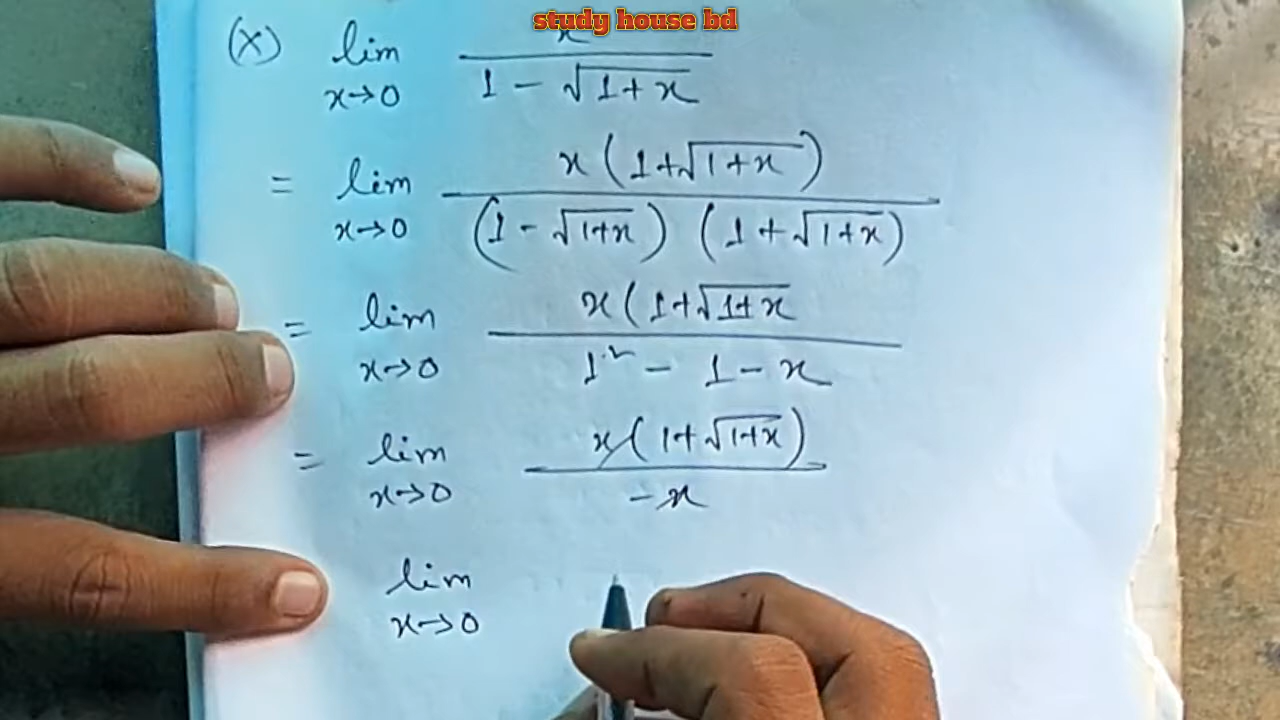 study house bd
(x) lim x→0 x / 1 - √1+x
= lim x→0 x (1+√1+x) / (1 - √1+x) (1 + √1+x)
= lim x→0 x (1+√1+x / 1² - 1 - x
= lim x→0 x (1+√1+x) / -x
lim x→0